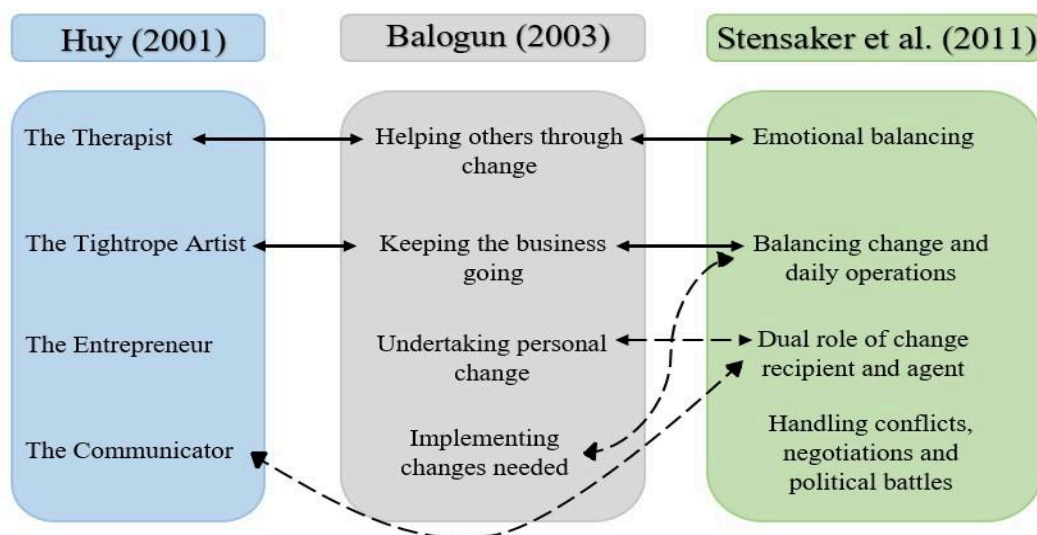 Huy (2001)
Balogun (2003)
Stensaker et al. (2011)
The Therapist
Helping others through
change
Emotional balancing
The Tightrope Artist
Keeping the business
going
Balancing change and
daily operations
The Entrepreneur
Undertaking personal
change
Dual role of change
recipient and agent
The Communicator
Implementing
changes needed
Handling conflicts,
negotiations and
political battles